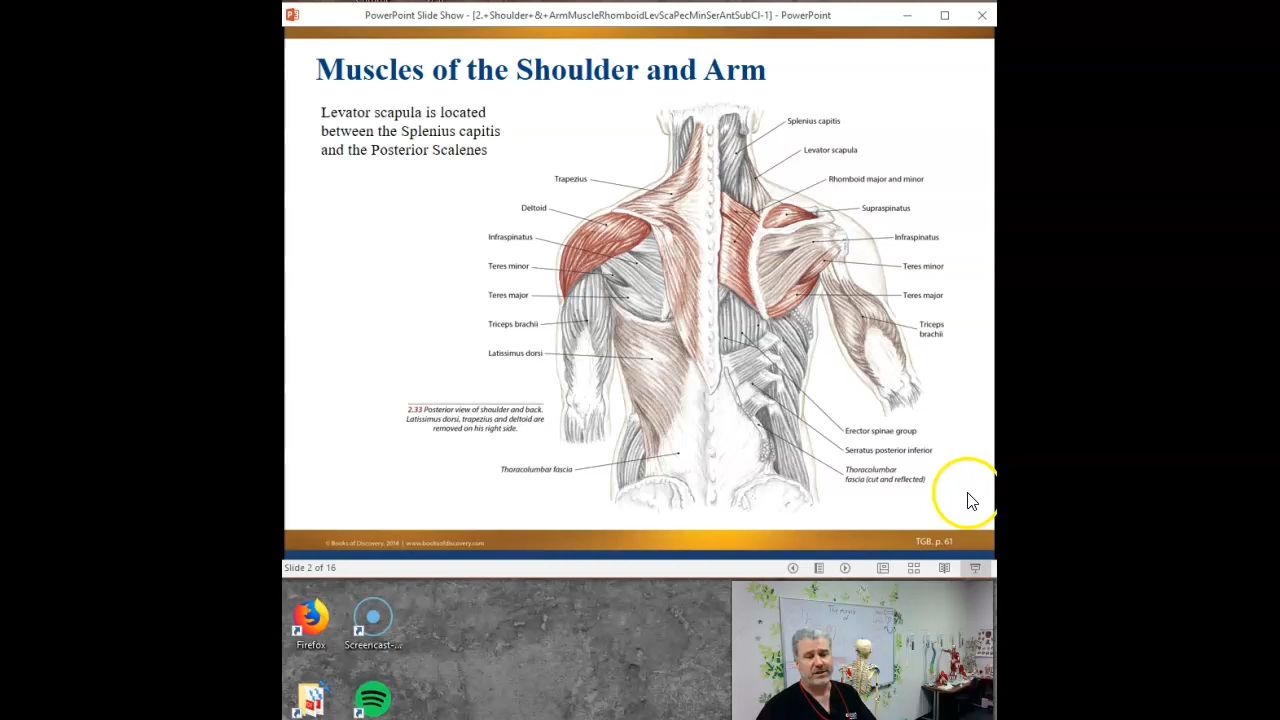 PowerPoint Slide Show - [2.+Shoulder+&+ArmMuscleRhomboidLevScaPecMinSerAntSubCl-1] - PowerPoint
Muscles of the Shoulder and Arm
Levator scapula is located
between the Splenius capitis
and the Posterior Scalenes
Splenius capitis
Levator scapula
Trapezius
Rhomboid major and minor
Deltoid
Supraspinatus
Infraspinatus
Infraspinatus
Teres minor
Teres minor
Teres major
Teres major
Triceps brachii
Triceps
brachii
Latissimus dorsi
2.33 Posterior view of shoulder and back.
Latissimus dorsi, trapezius and deltoid are
removed on his right side.
Erector spinae group
Serratus posterior inferior
Thoracolumbar fascia
Thoracolumbar
fascia (cut and reflected)
© Books of Discovery, 2014 | www.booksofdiscovery.com
TGB. p. 61
Slide 2 of 16
Firefox
Screencast-...
The muscle
of